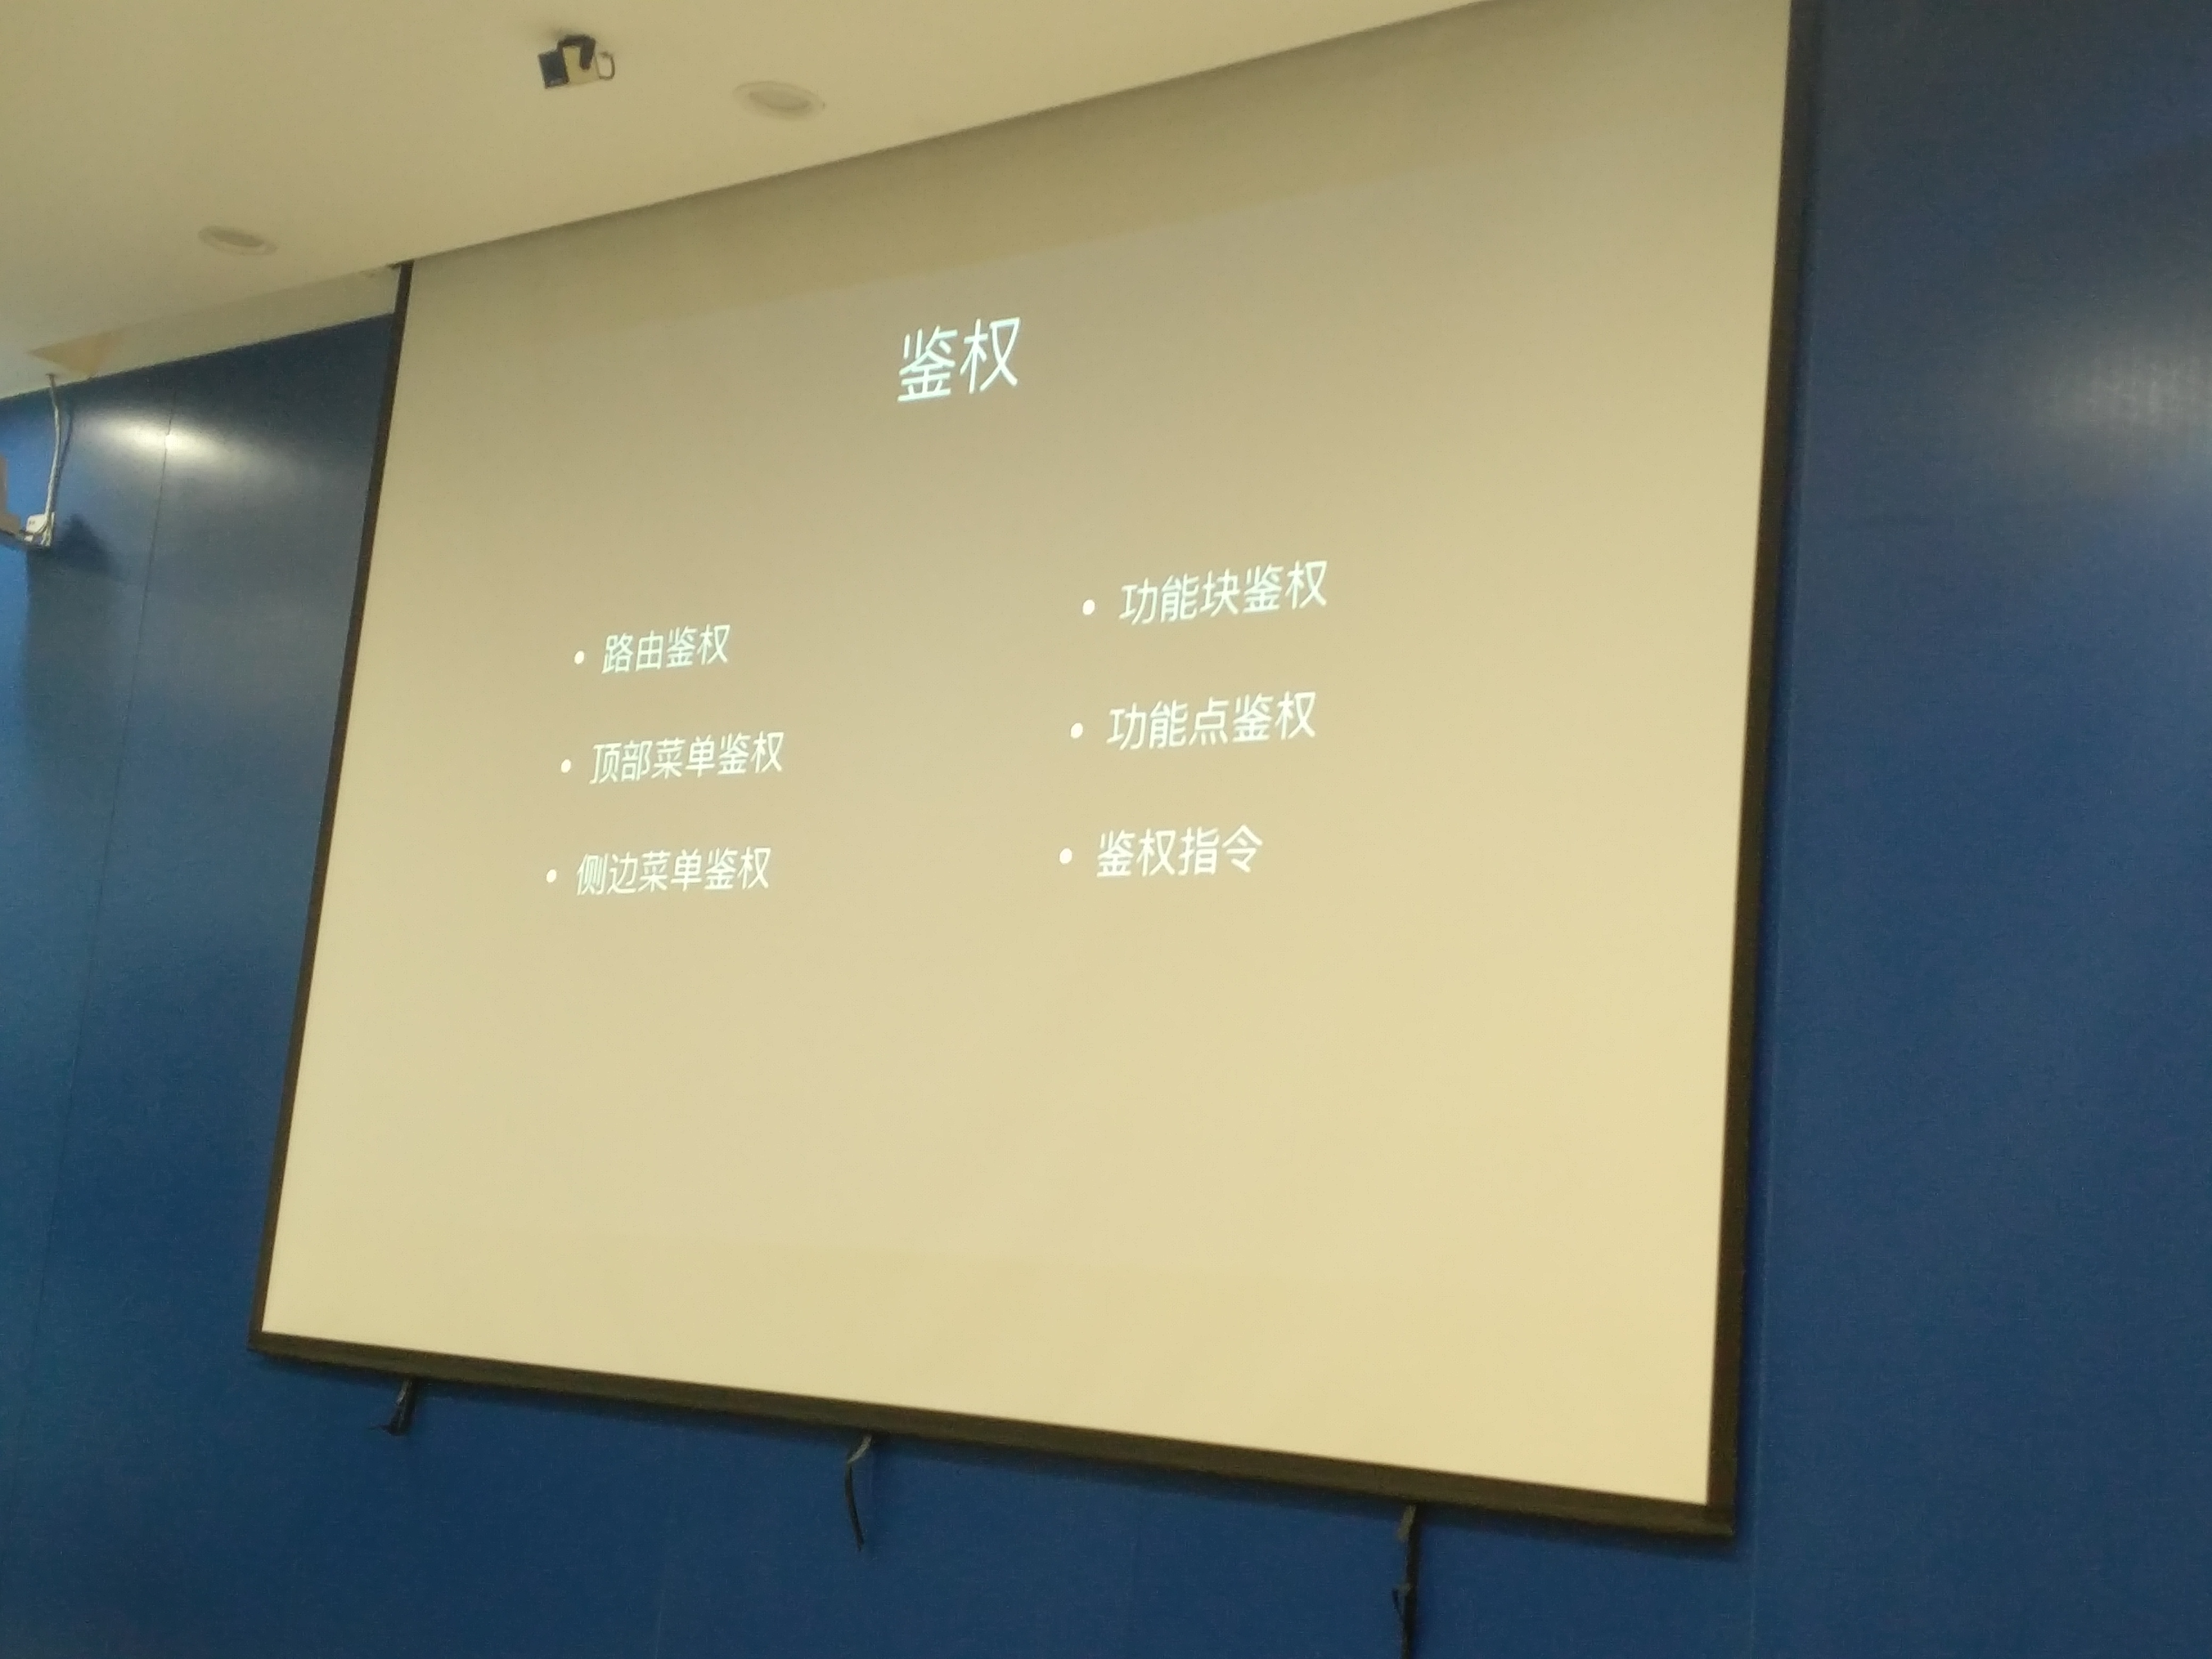 鉴权
• 路由鉴权
• 顶部菜单鉴权
• 侧边菜单鉴权
• 功能块鉴权
• 功能点鉴权
• 鉴权指令